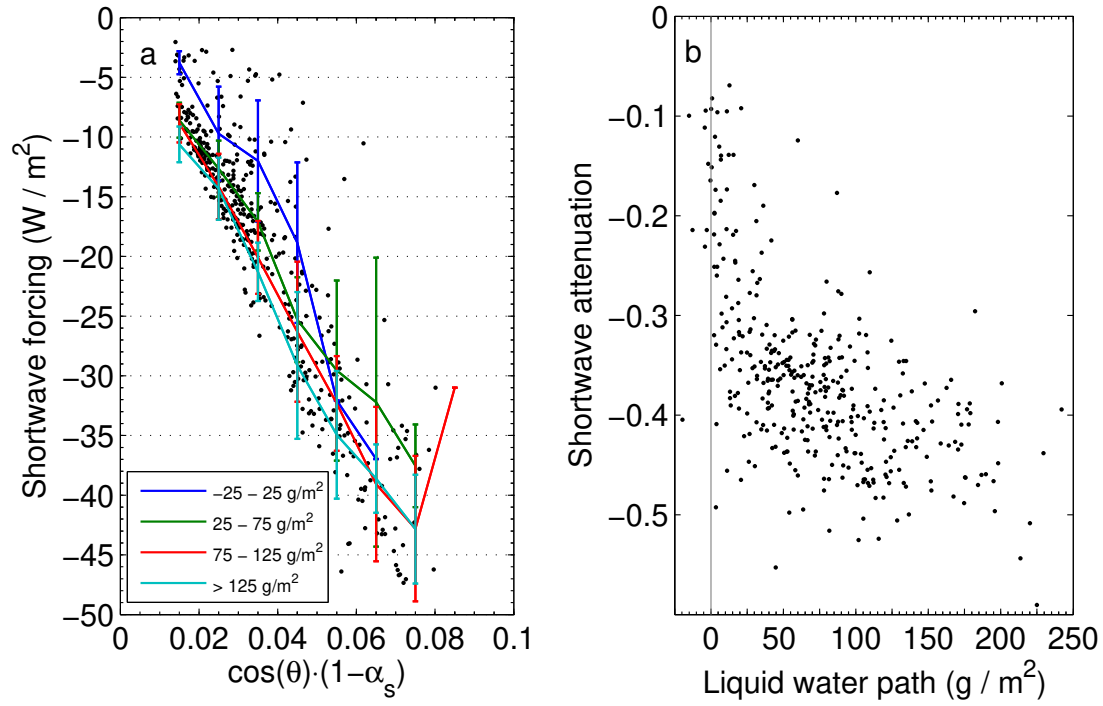 a
0
−5
−10
−15
−20
−25
−30
−35
−40
−45
−50
Shortwave forcing (W / m²)
−25 − 25 g/m²
25 − 75 g/m²
75 − 125 g/m²
> 125 g/m²
0 0.02 0.04 0.06 0.08 0.1
cos(θ)·(1−αₛ)
b
0
−0.1
−0.2
−0.3
−0.4
−0.5
Shortwave attenuation
0 50 100 150 200 250
Liquid water path (g / m²)